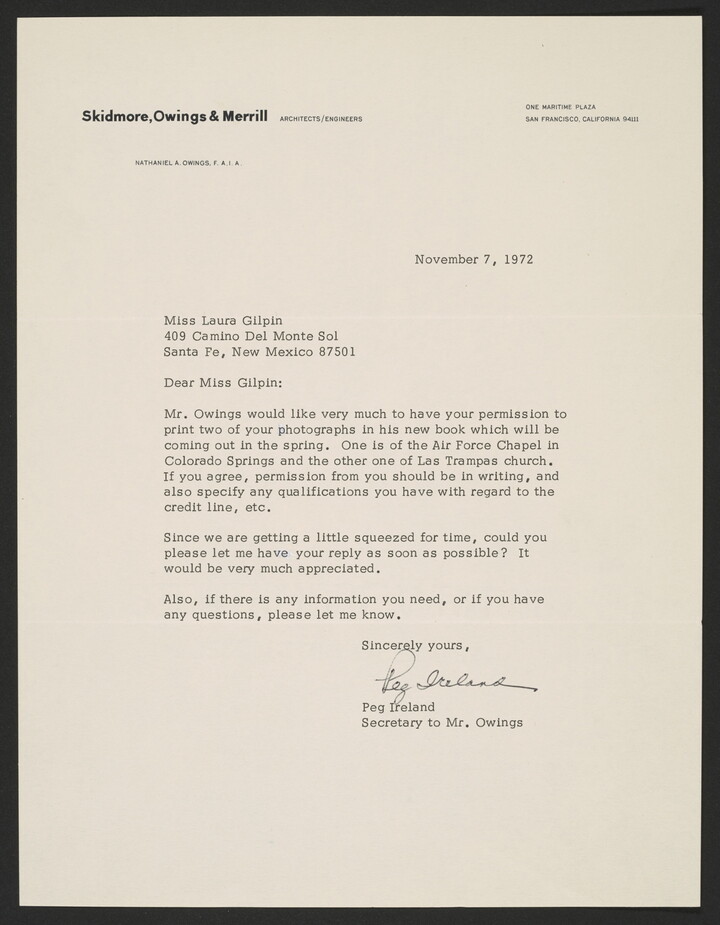 Skidmore, Owings & Merrill ARCHITECTS/ENGINEERS
ONE MARITIME PLAZA
SAN FRANCISCO, CALIFORNIA 94111
NATHANIEL A. OWINGS, F. A. I. A.
November 7, 1972
Miss Laura Gilpin
409 Camino Del Monte Sol
Santa Fe, New Mexico 87501
Dear Miss Gilpin:
Mr. Owings would like very much to have your permission to
print two of your photographs in his new book which will be
coming out in the spring. One is of the Air Force Chapel in
Colorado Springs and the other one of Las Trampas church.
If you agree, permission from you should be in writing, and
also specify any qualifications you have with regard to the
credit line, etc.
Since we are getting a little squeezed for time, could you
please let me have your reply as soon as possible? It
would be very much appreciated.
Also, if there is any information you need, or if you have
any questions, please let me know.
Sincerely yours,
Peg Ireland
Peg Ireland
Secretary to Mr. Owings